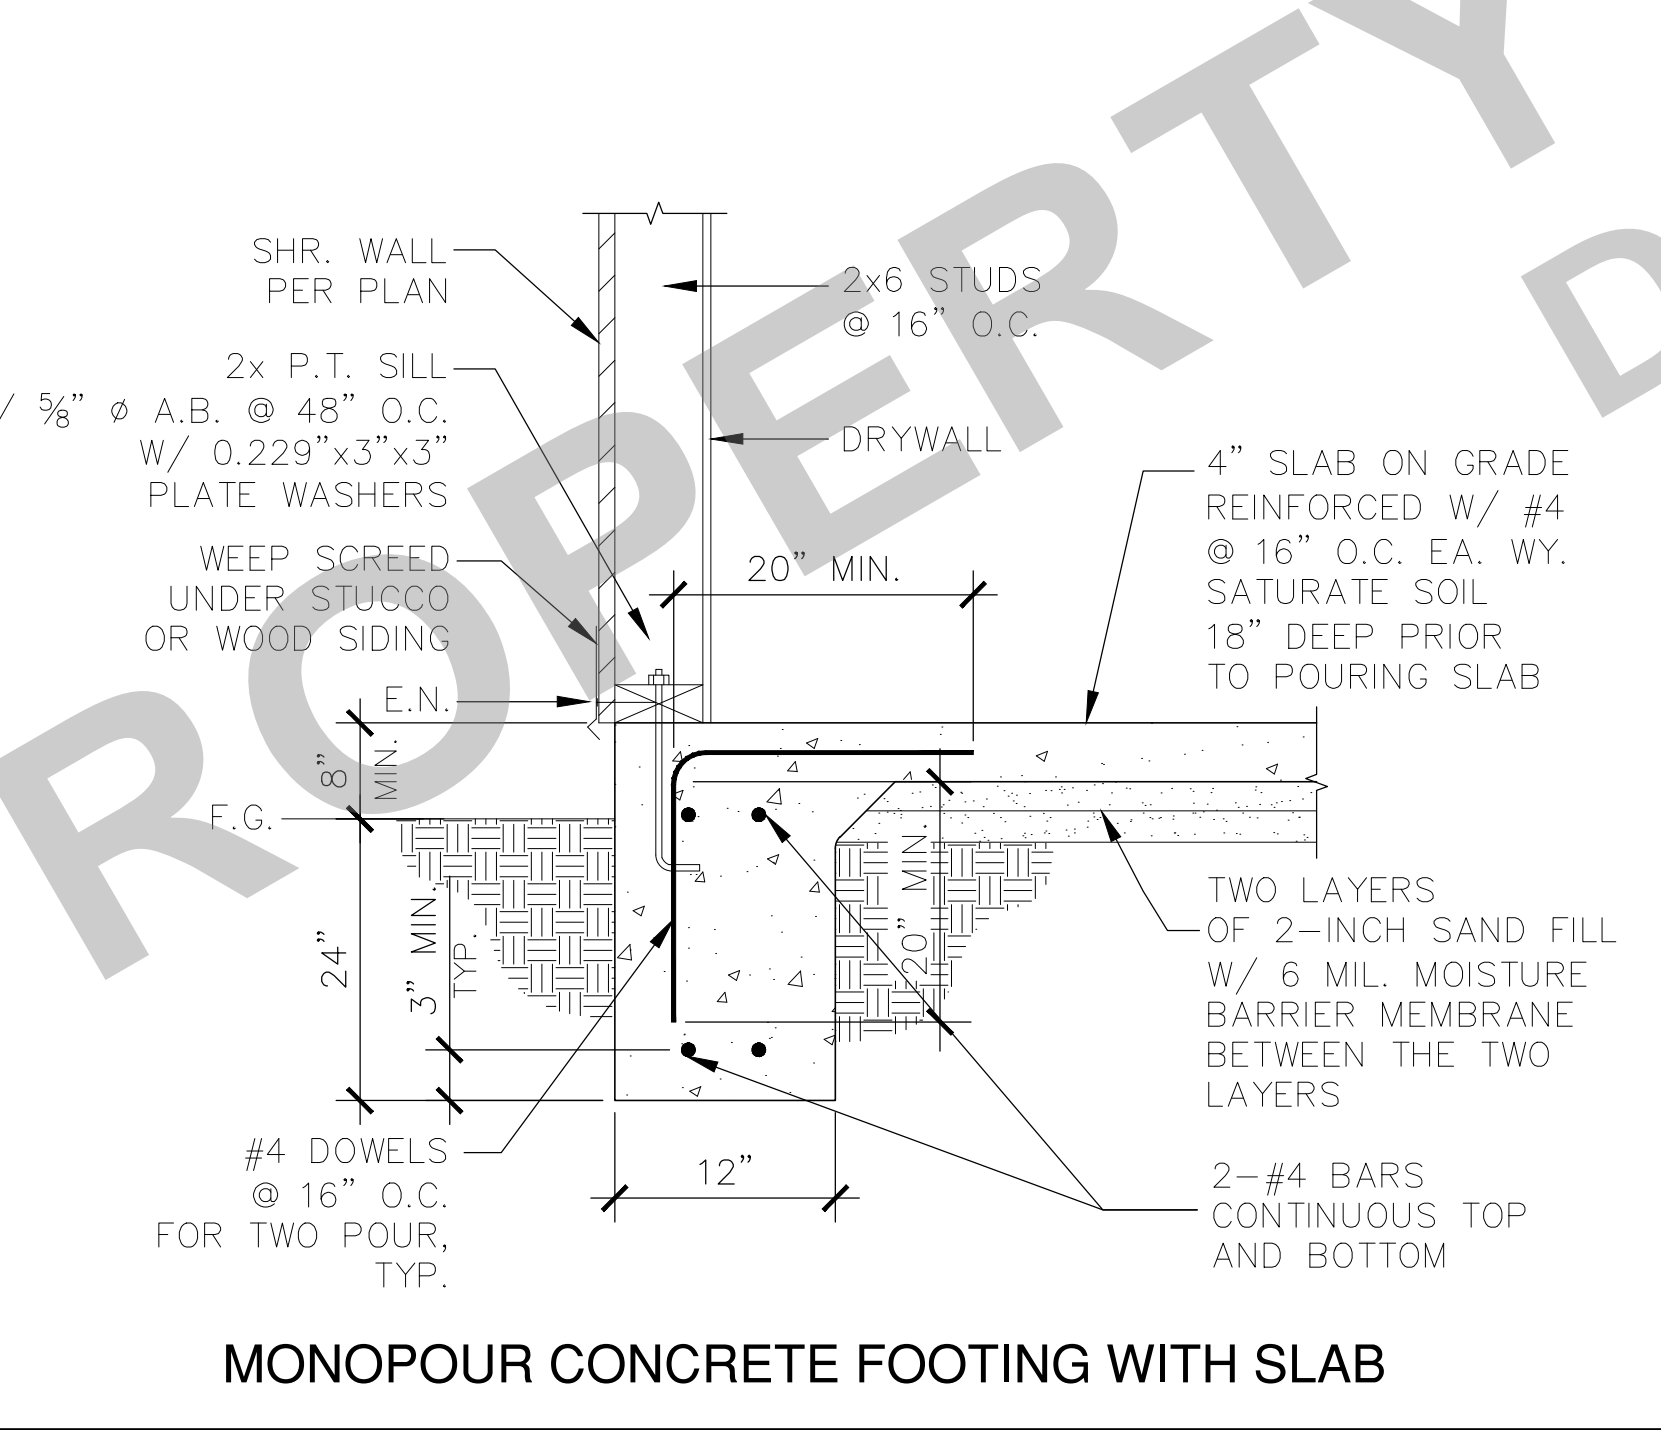 ROPERTY
D
SHR. WALL
PER PLAN
2x6 STUDS
@ 16" O.C.
2x P.T. SILL
/ ⅝" ø A.B. @ 48" O.C.
W/ 0.229"x3"x3"
PLATE WASHERS
DRYWALL
WEEP SCREED
UNDER STUCCO
OR WOOD SIDING
E.N.
20" MIN.
4" SLAB ON GRADE
REINFORCED W/ #4
@ 16" O.C. EA. WY.
SATURATE SOIL
18" DEEP PRIOR
TO POURING SLAB
8"
MIN.
F.G.
24"
3" MIN.
TYP.
20" MIN.
TWO LAYERS
OF 2-INCH SAND FILL
W/ 6 MIL. MOISTURE
BARRIER MEMBRANE
BETWEEN THE TWO
LAYERS
#4 DOWELS
@ 16" O.C.
FOR TWO POUR,
TYP.
12"
2-#4 BARS
CONTINUOUS TOP
AND BOTTOM
MONOPOUR CONCRETE FOOTING WITH SLAB